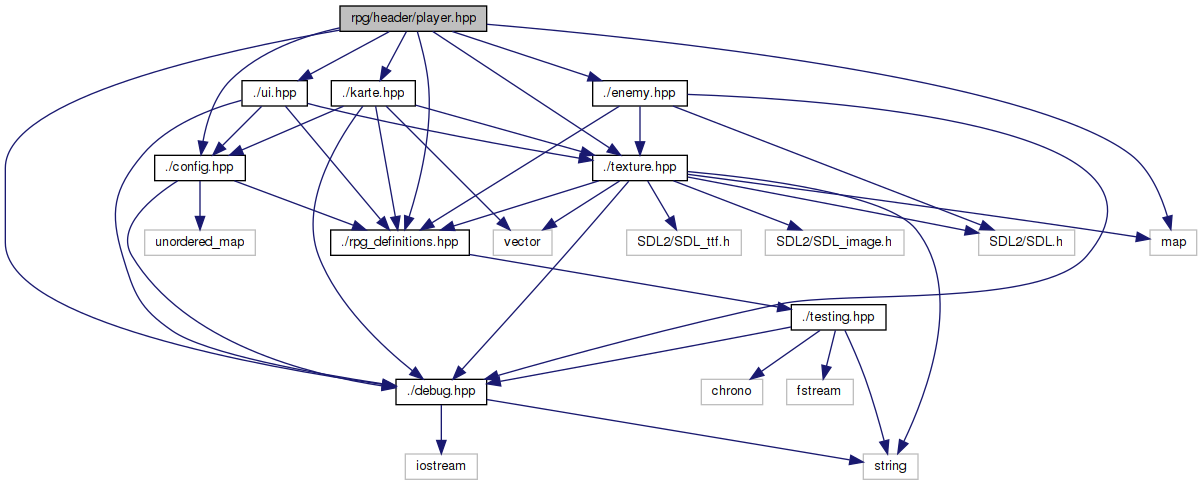 rpg/header/player.hpp
./ui.hpp
./karte.hpp
./enemy.hpp
./config.hpp
./texture.hpp
unordered_map
./rpg_definitions.hpp
vector
SDL2/SDL_ttf.h
SDL2/SDL_image.h
SDL2/SDL.h
map
./testing.hpp
./debug.hpp
chrono
fstream
iostream
string